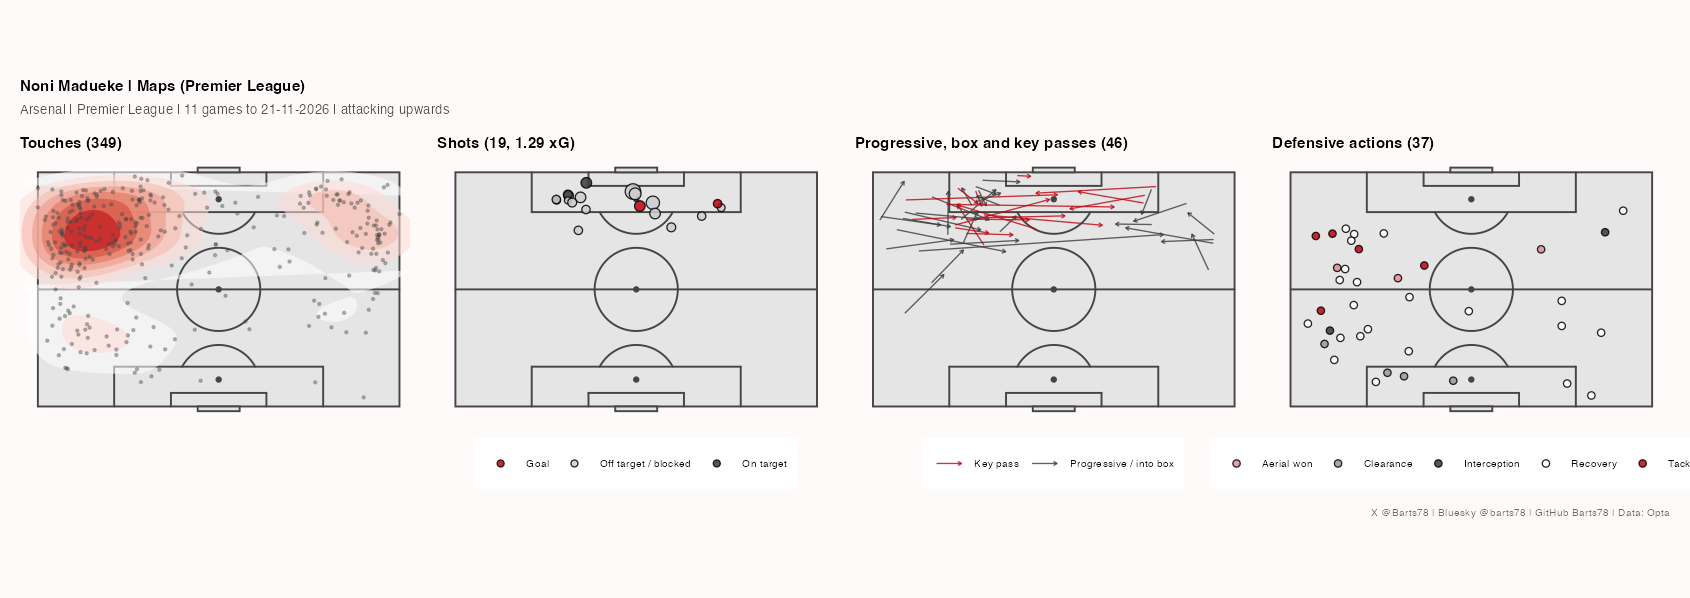 Noni Madueke | Maps (Premier League)
Arsenal | Premier League | 11 games to 21-11-2026 | attacking upwards
Touches (349)
Shots (19, 1.29 xG)
Progressive, box and key passes (46)
Defensive actions (37)
Goal
Off target / blocked
On target
Key pass
Progressive / into box
Aerial won
Clearance
Interception
Recovery
Tack
X @Barts78 | Bluesky @barts78 | GitHub Barts78 | Data: Opta